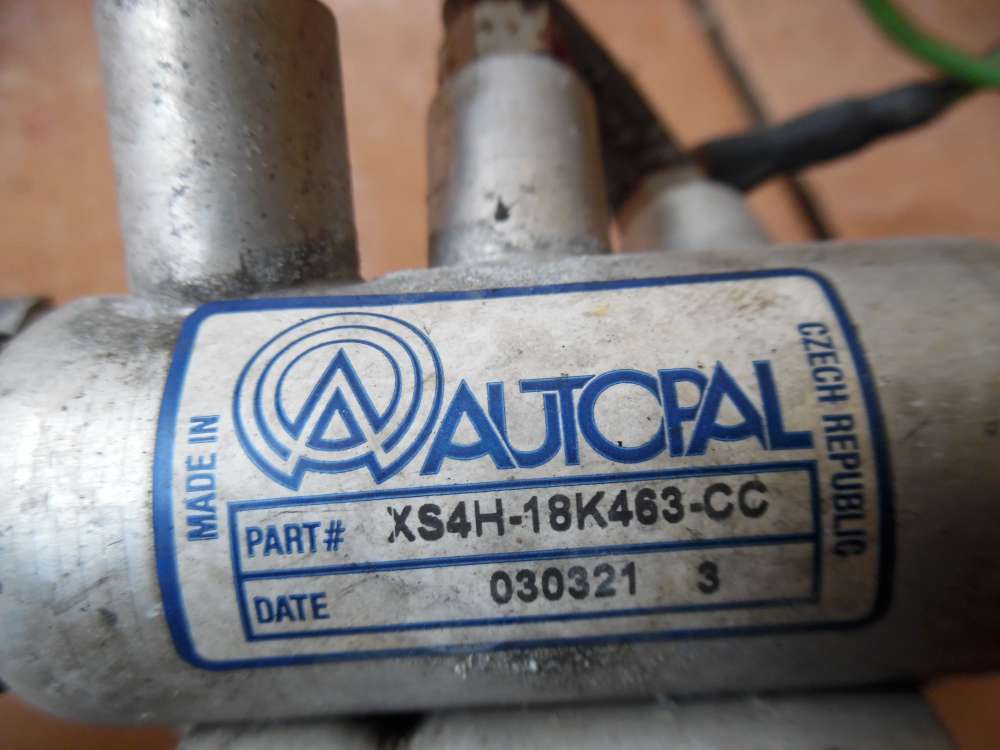 MADE IN
AUTOPAL
CZECH REPUBLIC
PART# XS4H-18K463-CC
DATE 030321 3